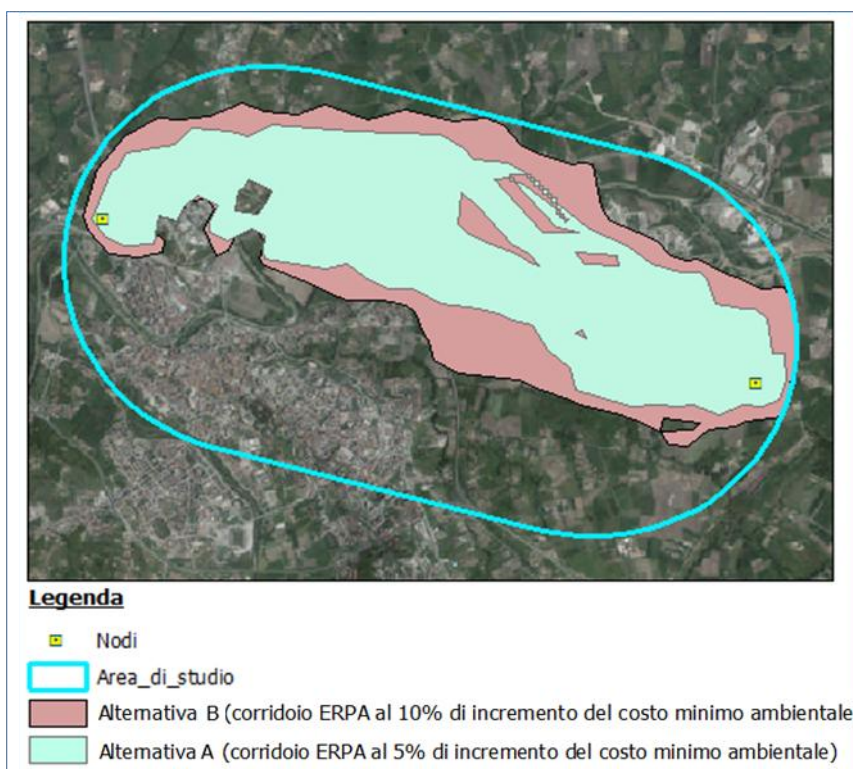 Legenda
Nodi
Area_di_studio
Alternativa B (corridoio ERPA al 10% di incremento del costo minimo ambientale
Alternativa A (corridoio ERPA al 5% di incremento del costo minimo ambientale)